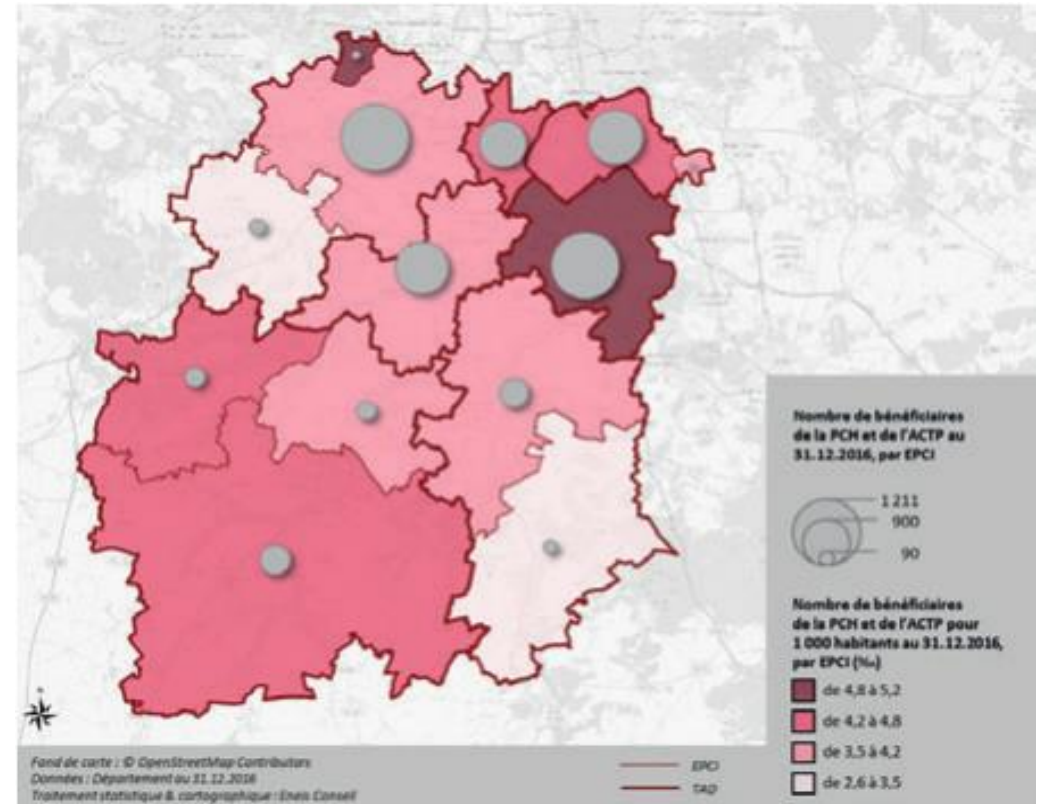 Nombre de bénéficiaires
de la PCH et de l'ACTP au
31.12.2016, par EPCI
1 211
900
90
Nombre de bénéficiaires
de la PCH et de l'ACTP pour
1 000 habitants au 31.12.2016,
par EPCI (‰)
de 4,8 à 5,2
de 4,2 à 4,8
de 3,5 à 4,2
de 2,6 à 3,5
Fond de carte : © OpenStreetMap Contributors
Données : Département au 31.12.2016
Traitement statistique & cartographique : Eneis Conseil
EPCI
TAD